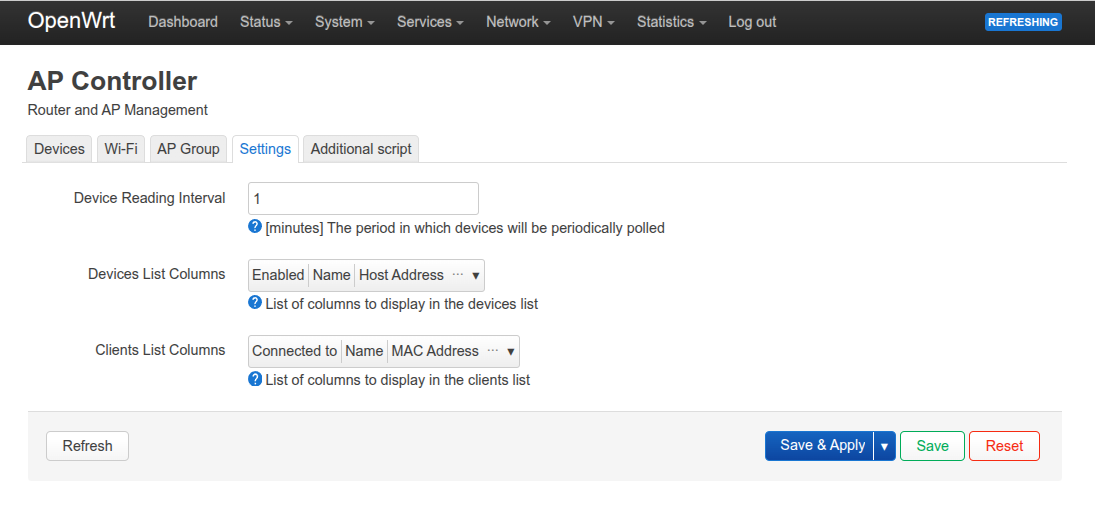 OpenWrt Dashboard Status System Services Network VPN Statistics Log out REFRESHING
AP Controller
Router and AP Management
Devices Wi-Fi AP Group Settings Additional script
Device Reading Interval 1
? [minutes] The period in which devices will be periodically polled
Devices List Columns Enabled Name Host Address ··· ▾
? List of columns to display in the devices list
Clients List Columns Connected to Name MAC Address ··· ▾
? List of columns to display in the clients list
Refresh Save & Apply ▾ Save Reset